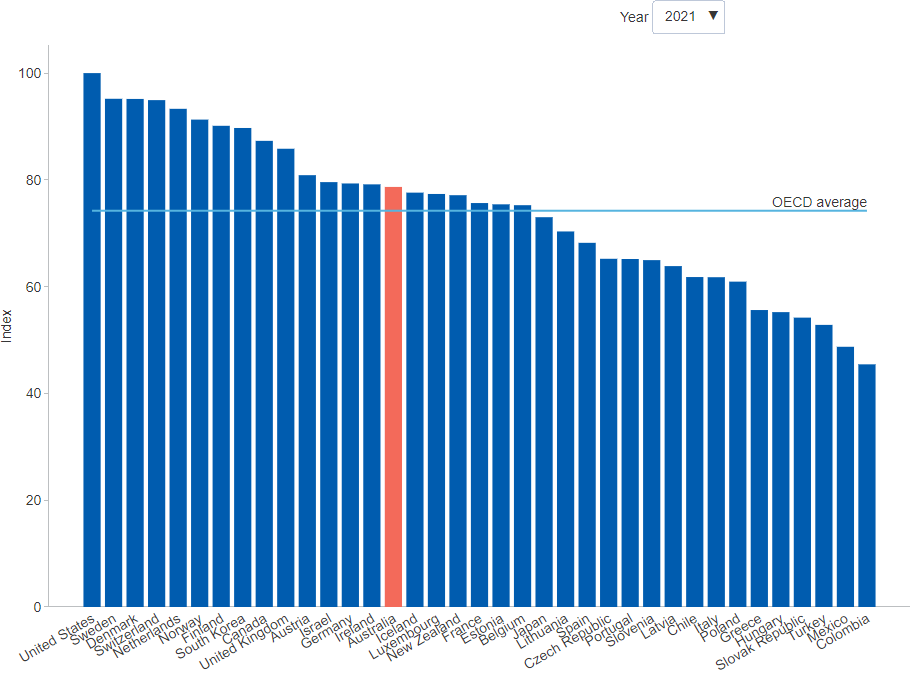 Year 2021 ▼
100
80
60
40
20
0
Index
OECD average
United States
Sweden
Denmark
Switzerland
Netherlands
Norway
Finland
South Korea
Canada
United Kingdom
Austria
Israel
Germany
Ireland
Australia
Iceland
Luxembourg
New Zealand
France
Estonia
Belgium
Japan
Lithuania
Spain
Czech Republic
Portugal
Slovenia
Latvia
Chile
Italy
Poland
Greece
Hungary
Slovak Republic
Turkey
Mexico
Colombia